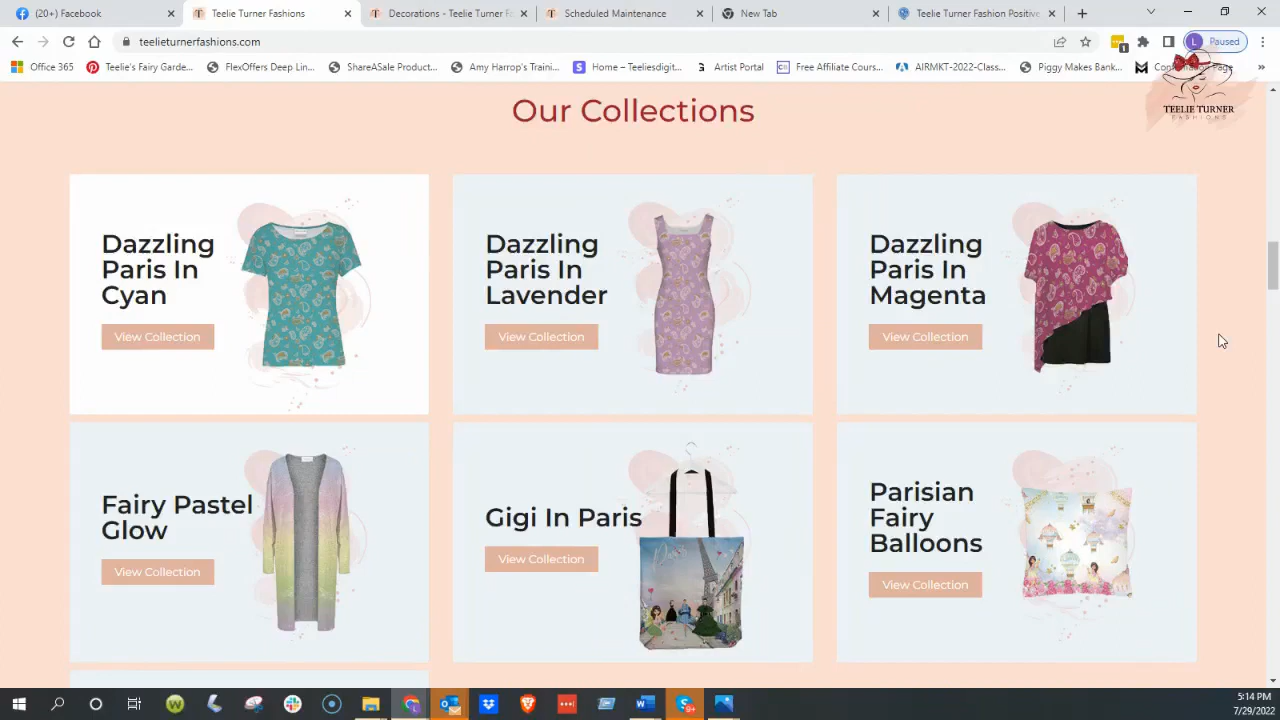 (20+) Facebook
Teelie Turner Fashions
Decorations - Teelie Turner F
Scheduled Maintenance
New Tab
Teelie Turner Fashion Positive
teelieturnerfashions.com
Paused
Office 365
Teelie's Fairy Garde...
FlexOffers Deep Lin...
ShareASale Product...
Amy Camp's Traini...
Home – Teeliesdigit...
Artist Portal
Free Affiliate Cours...
AIRMKT-2022-Class...
Piggy Makes Bank...
TEELIE TURNER
FASHIONS
Our Collections
Dazzling
Paris In
Cyan
View Collection
Dazzling
Paris In
Lavender
View Collection
Dazzling
Paris In
Magenta
View Collection
Fairy Pastel
Glow
View Collection
Gigi In Paris
View Collection
Parisian
Fairy
Balloons
View Collection
5:14 PM
7/29/2022